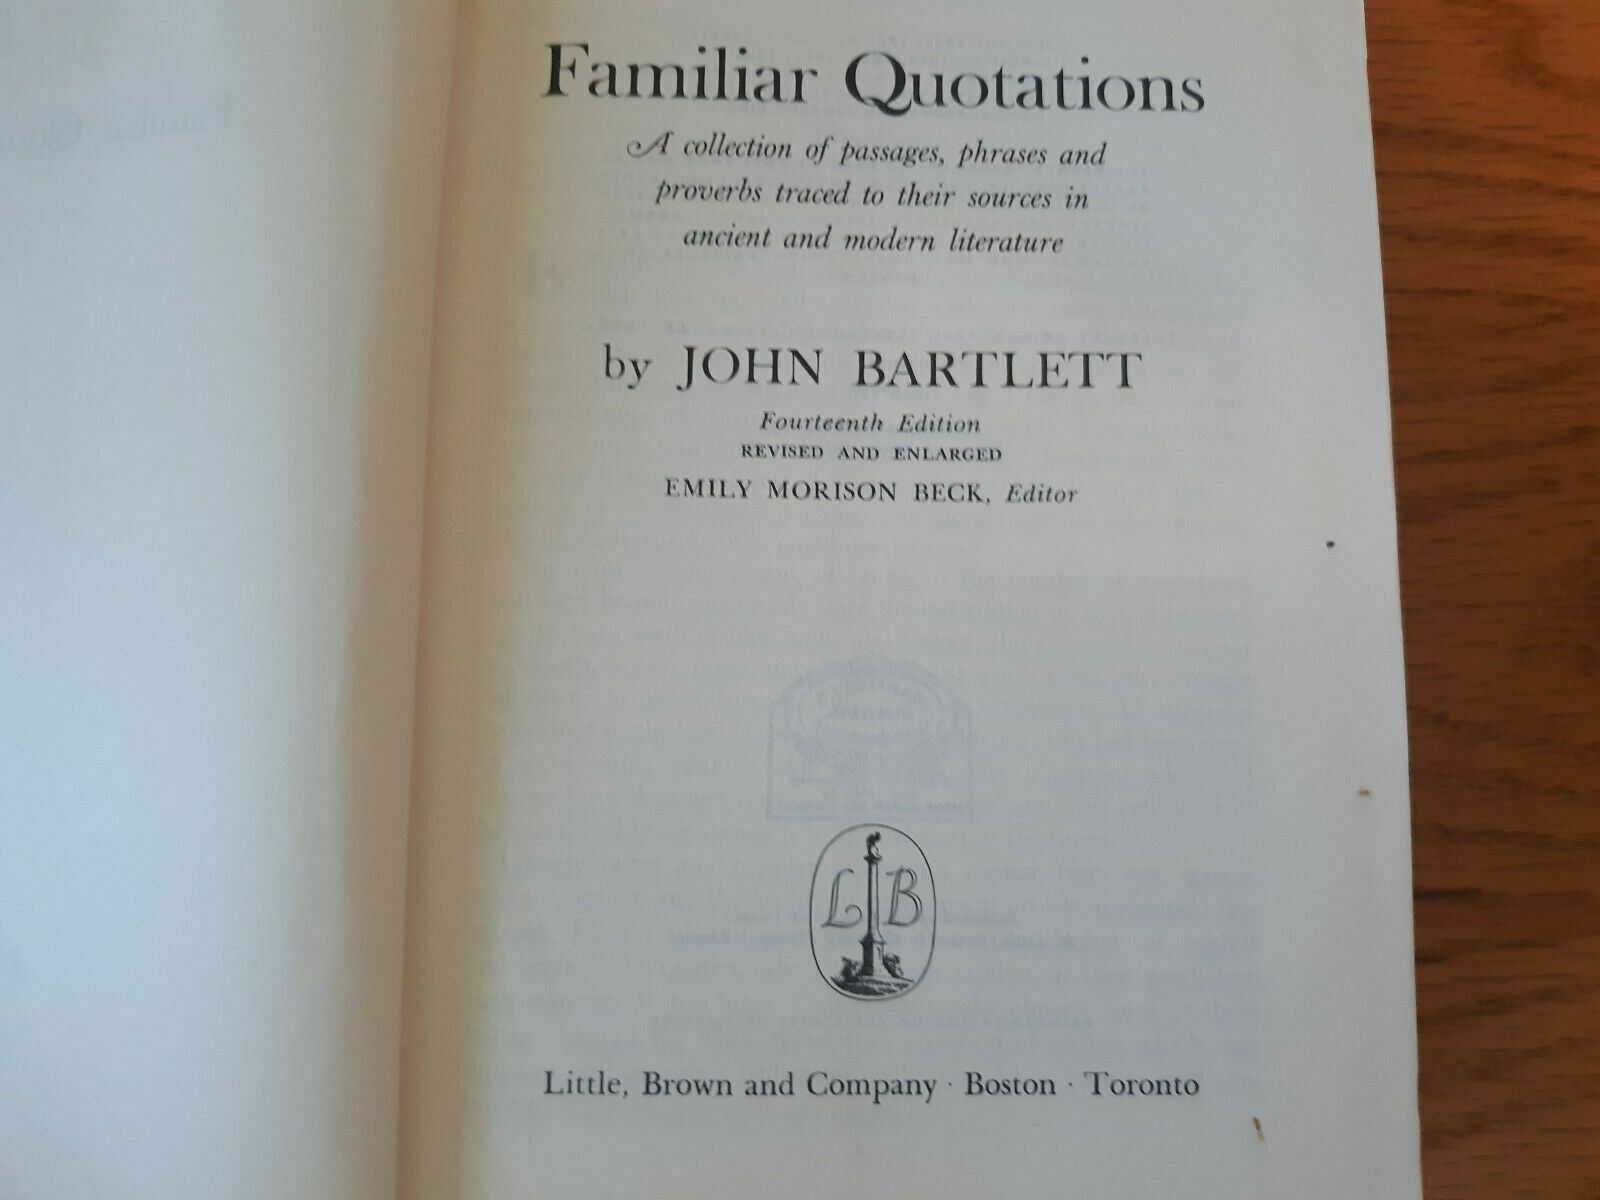 Familiar Quotations
A collection of passages, phrases and
proverbs traced to their sources in
ancient and modern literature
by JOHN BARTLETT
Fourteenth Edition
REVISED AND ENLARGED
EMILY MORISON BECK, Editor
L B
Little, Brown and Company · Boston · Toronto